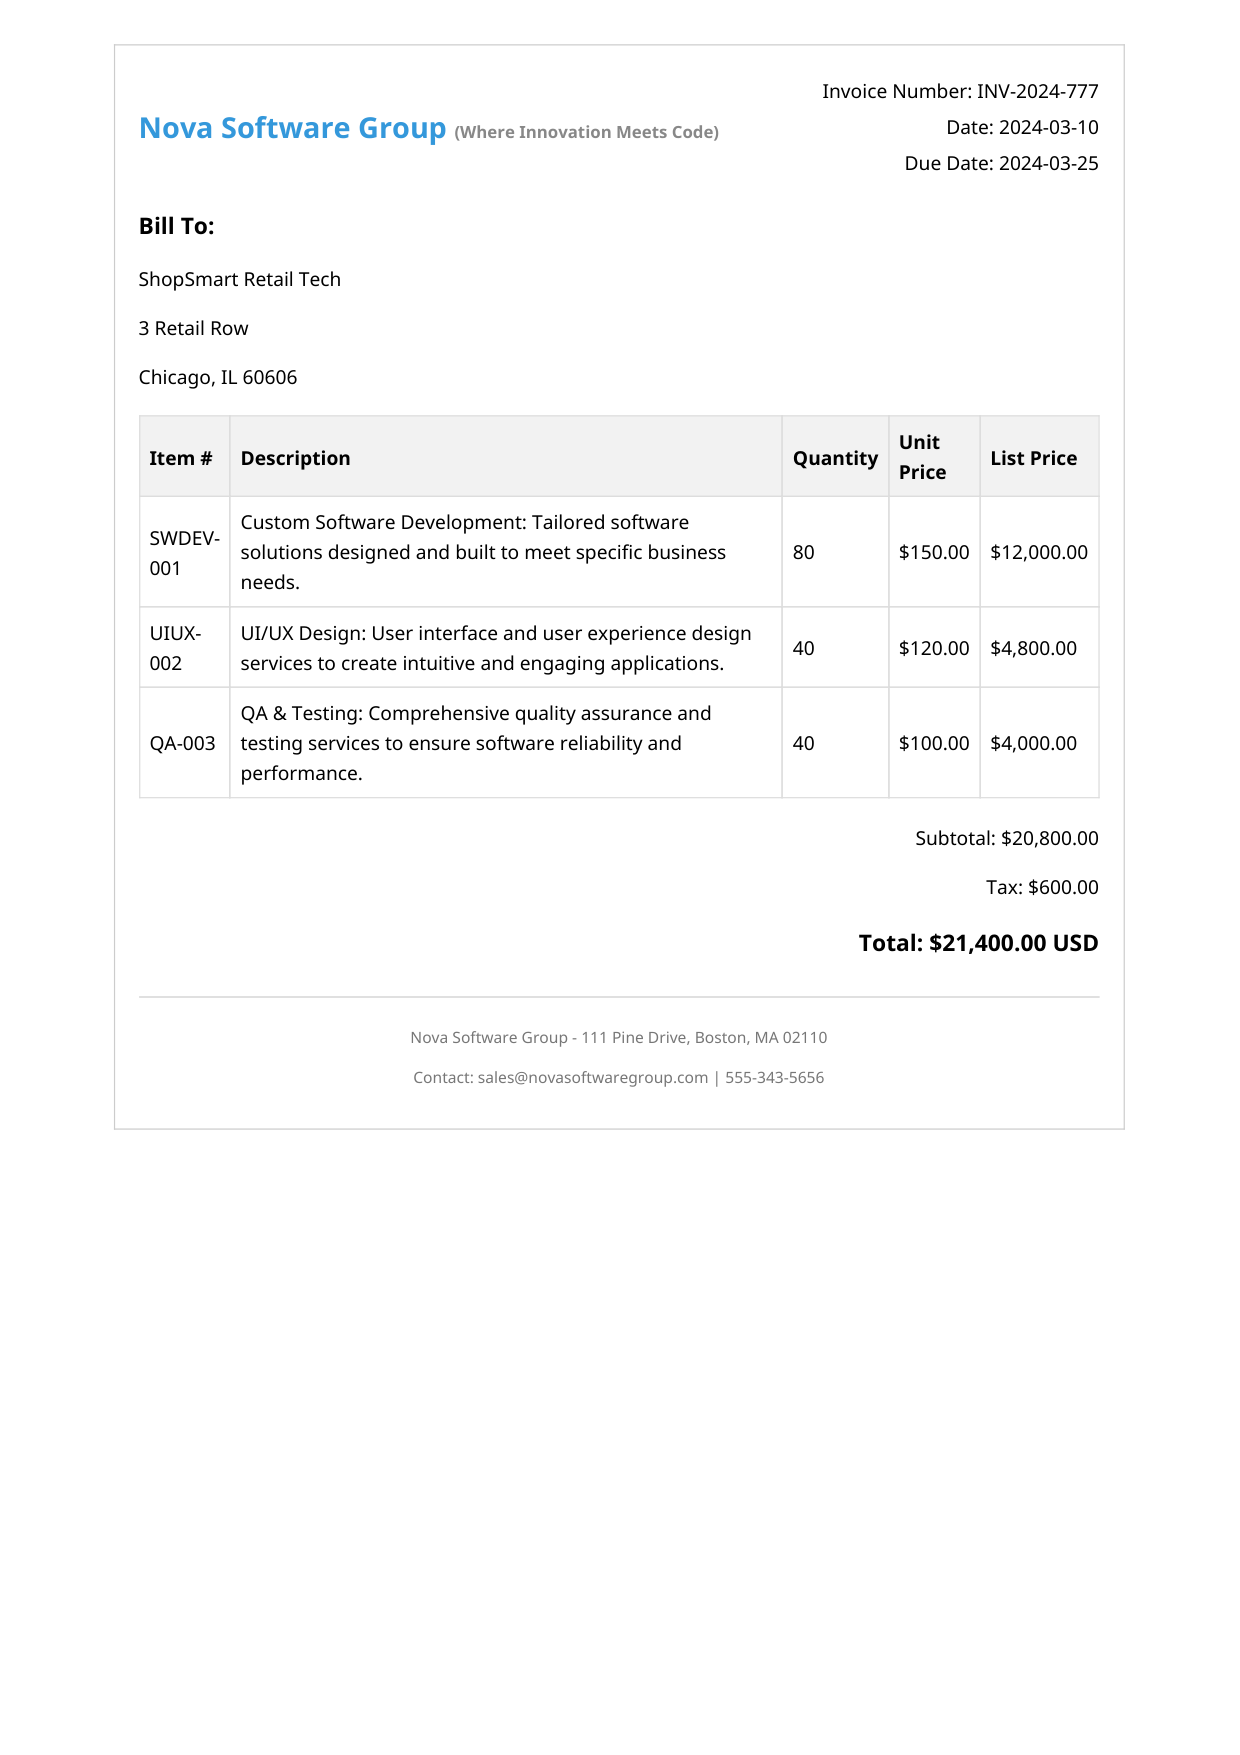 Invoice Number: INV-2024-777
Nova Software Group (Where Innovation Meets Code)
Date: 2024-03-10
Due Date: 2024-03-25
Bill To:
ShopSmart Retail Tech
3 Retail Row
Chicago, IL 60606
Item # Description Quantity Unit Price List Price
SWDEV-001 Custom Software Development: Tailored software
solutions designed and built to meet specific business
needs. 80 $150.00 $12,000.00
UIUX-002 UI/UX Design: User interface and user experience design
services to create intuitive and engaging applications. 40 $120.00 $4,800.00
QA-003 QA & Testing: Comprehensive quality assurance and
testing services to ensure software reliability and
performance. 40 $100.00 $4,000.00
Subtotal: $20,800.00
Tax: $600.00
Total: $21,400.00 USD
Nova Software Group - 111 Pine Drive, Boston, MA 02110
Contact: sales@novasoftwaregroup.com | 555-343-5656